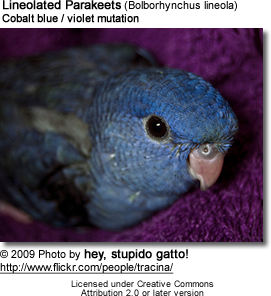 Lineolated Parakeets (Bolborhynchus lineola)
Cobalt blue / violet mutation
© 2009 Photo by hey, stupido gatto!
http://www.flickr.com/people/tracina/
Licensed under Creative Commons
Attribution 2.0 or later version